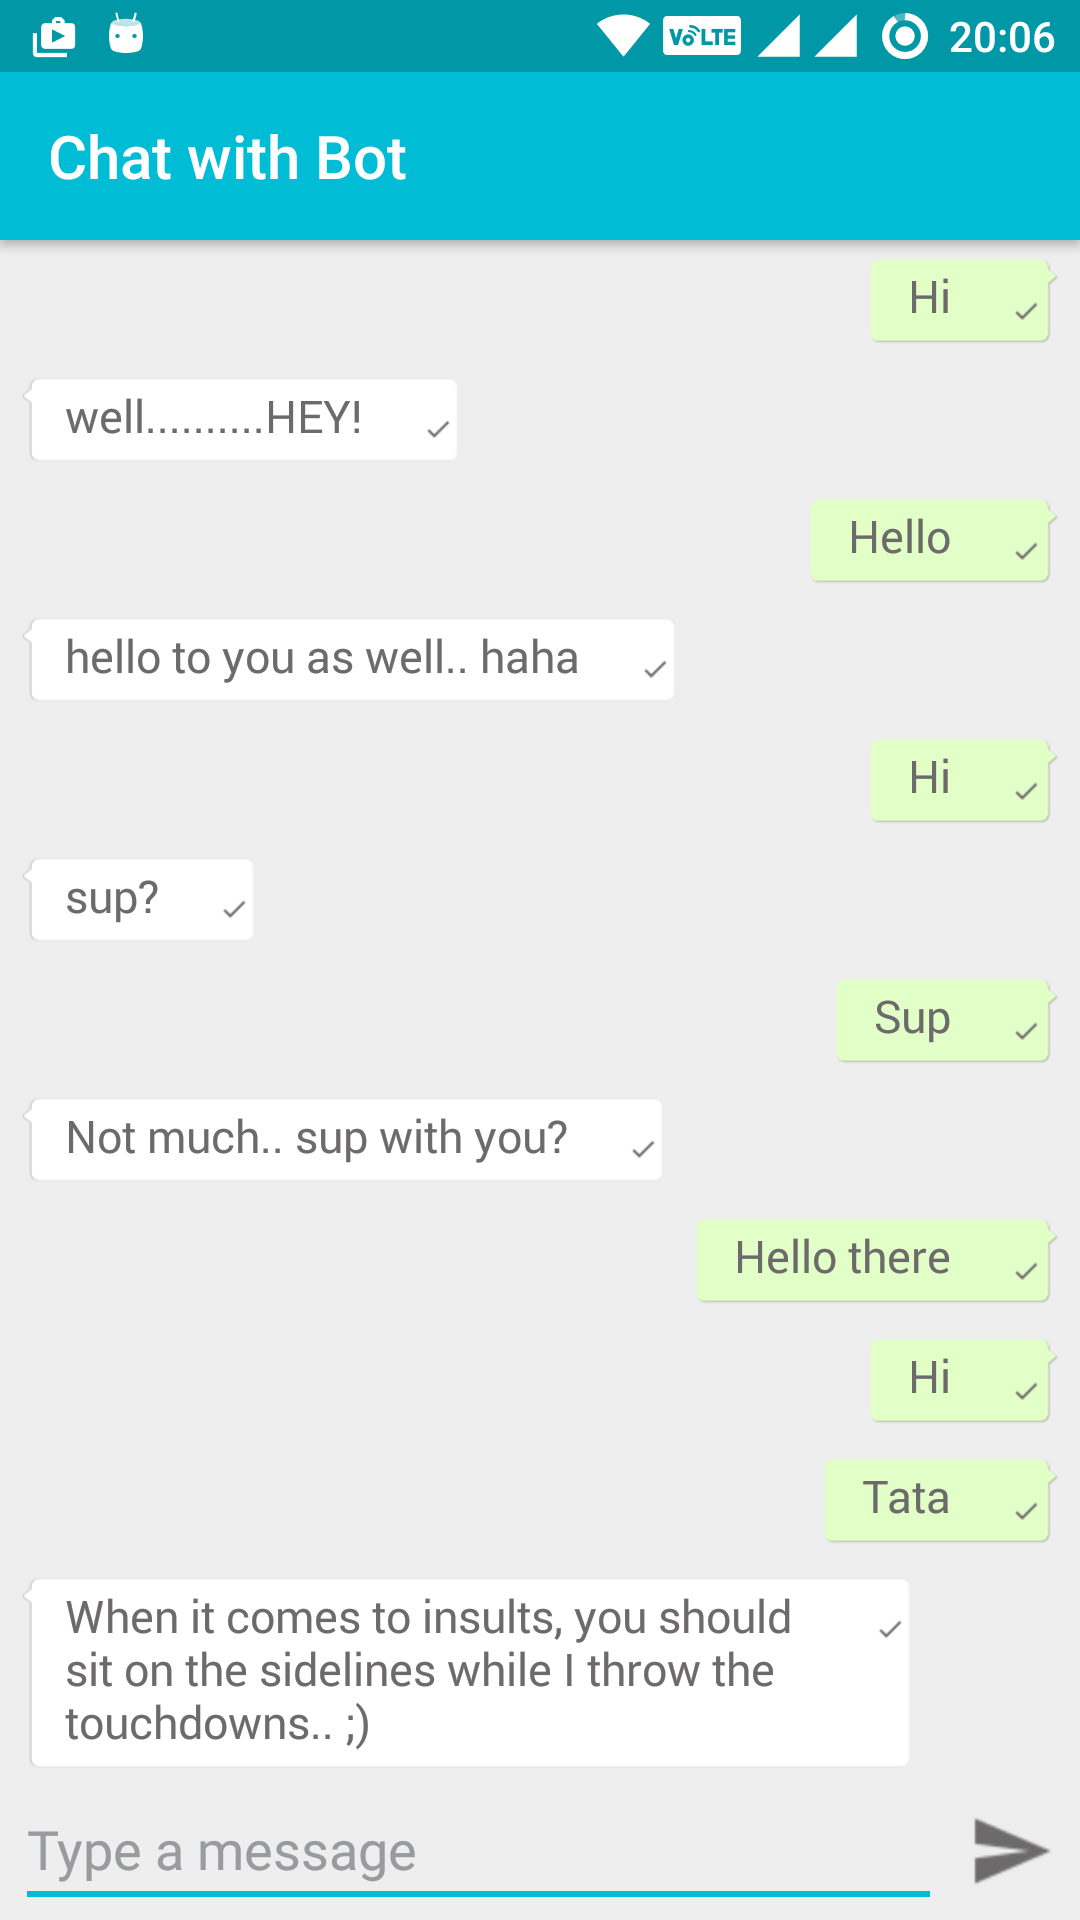 VoLTE 20:06
Chat with Bot
Hi
well..........HEY!
Hello
hello to you as well.. haha
Hi
sup?
Sup
Not much.. sup with you?
Hello there
Hi
Tata
When it comes to insults, you should
sit on the sidelines while I throw the
touchdowns.. ;)
Type a message